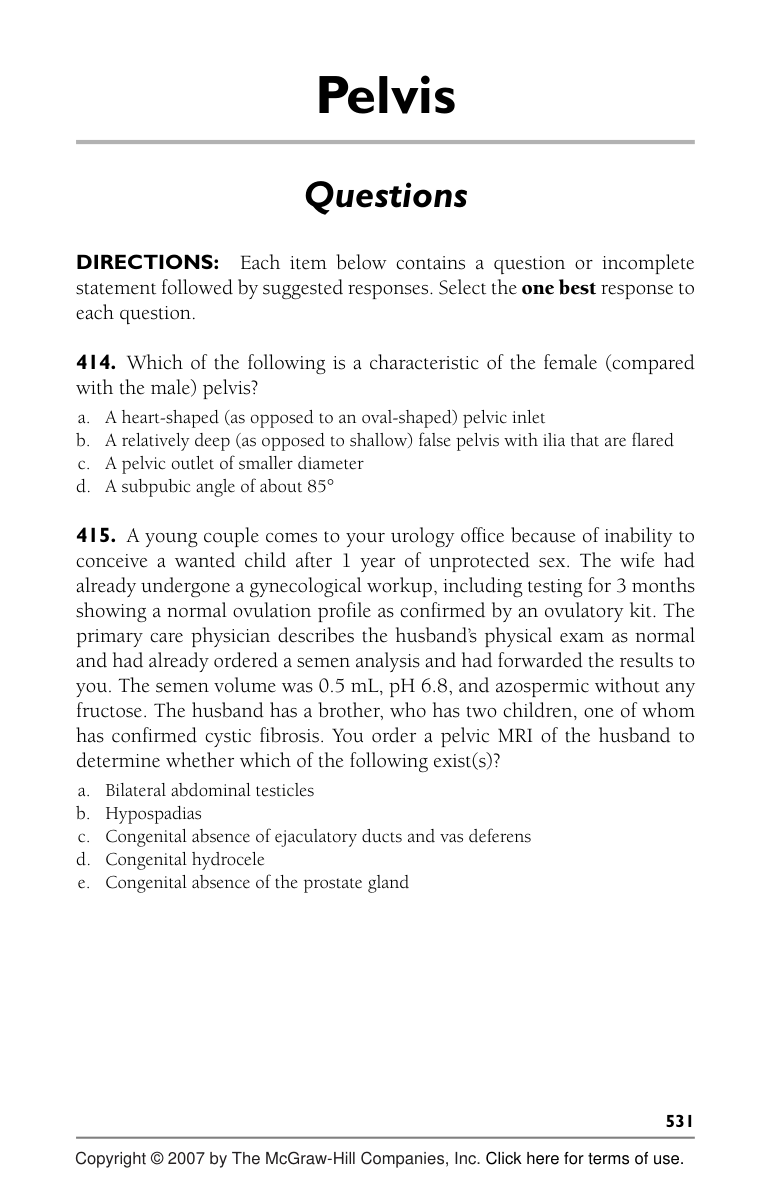 Pelvis
Questions
DIRECTIONS: Each item below contains a question or incomplete
statement followed by suggested responses. Select the one best response to
each question.
414. Which of the following is a characteristic of the female (compared
with the male) pelvis?
a. A heart-shaped (as opposed to an oval-shaped) pelvic inlet
b. A relatively deep (as opposed to shallow) false pelvis with ilia that are flared
c. A pelvic outlet of smaller diameter
d. A subpubic angle of about 85°
415. A young couple comes to your urology office because of inability to
conceive a wanted child after 1 year of unprotected sex. The wife had
already undergone a gynecological workup, including testing for 3 months
showing a normal ovulation profile as confirmed by an ovulatory kit. The
primary care physician describes the husband’s physical exam as normal
and had already ordered a semen analysis and had forwarded the results to
you. The semen volume was 0.5 mL, pH 6.8, and azospermic without any
fructose. The husband has a brother, who has two children, one of whom
has confirmed cystic fibrosis. You order a pelvic MRI of the husband to
determine whether which of the following exist(s)?
a. Bilateral abdominal testicles
b. Hypospadias
c. Congenital absence of ejaculatory ducts and vas deferens
d. Congenital hydrocele
e. Congenital absence of the prostate gland
531
Copyright © 2007 by The McGraw-Hill Companies, Inc. Click here for terms of use.